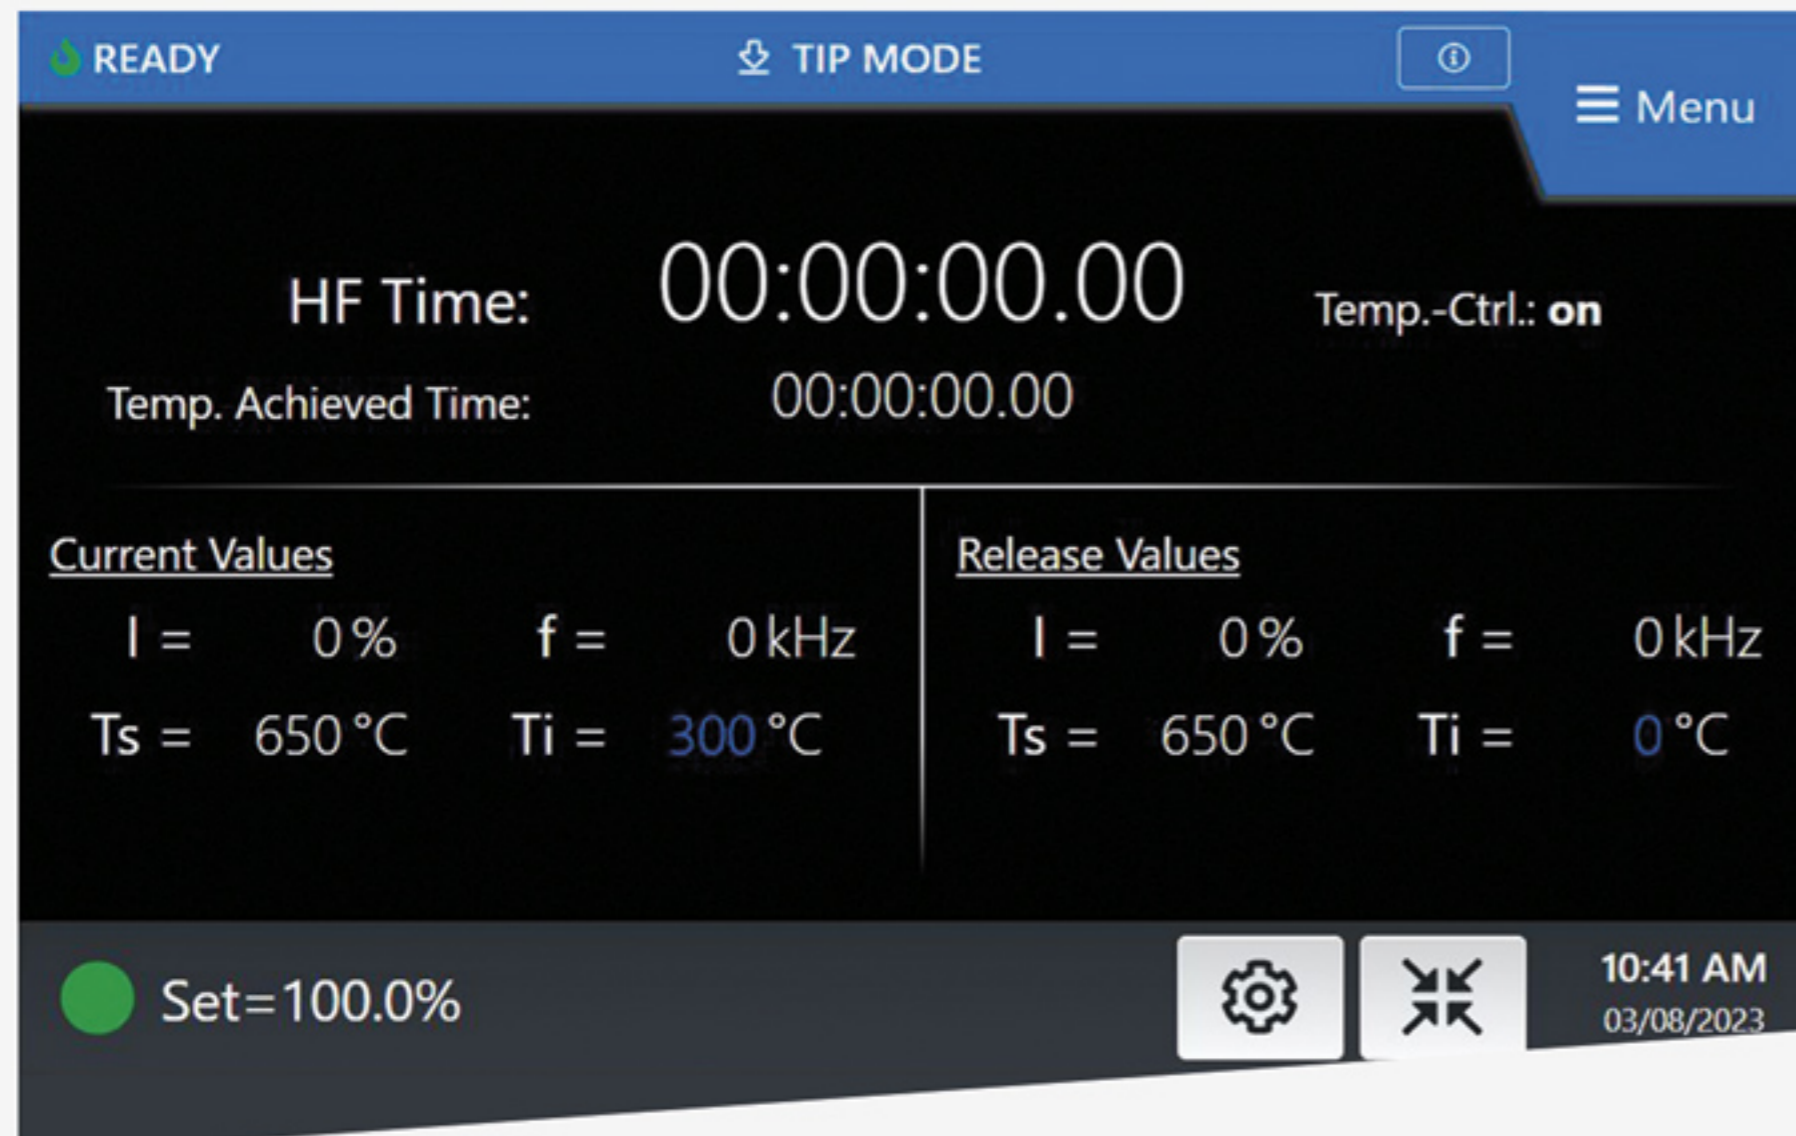 READY
TIP MODE
Menu
HF Time: 00:00:00.00 Temp.-Ctrl.: on
Temp. Achieved Time: 00:00:00.00
Current Values
I = 0 % f = 0 kHz
Ts = 650 °C Ti = 300 °C
Release Values
I = 0 % f = 0 kHz
Ts = 650 °C Ti = 0 °C
Set=100.0%
10:41 AM
03/08/2023